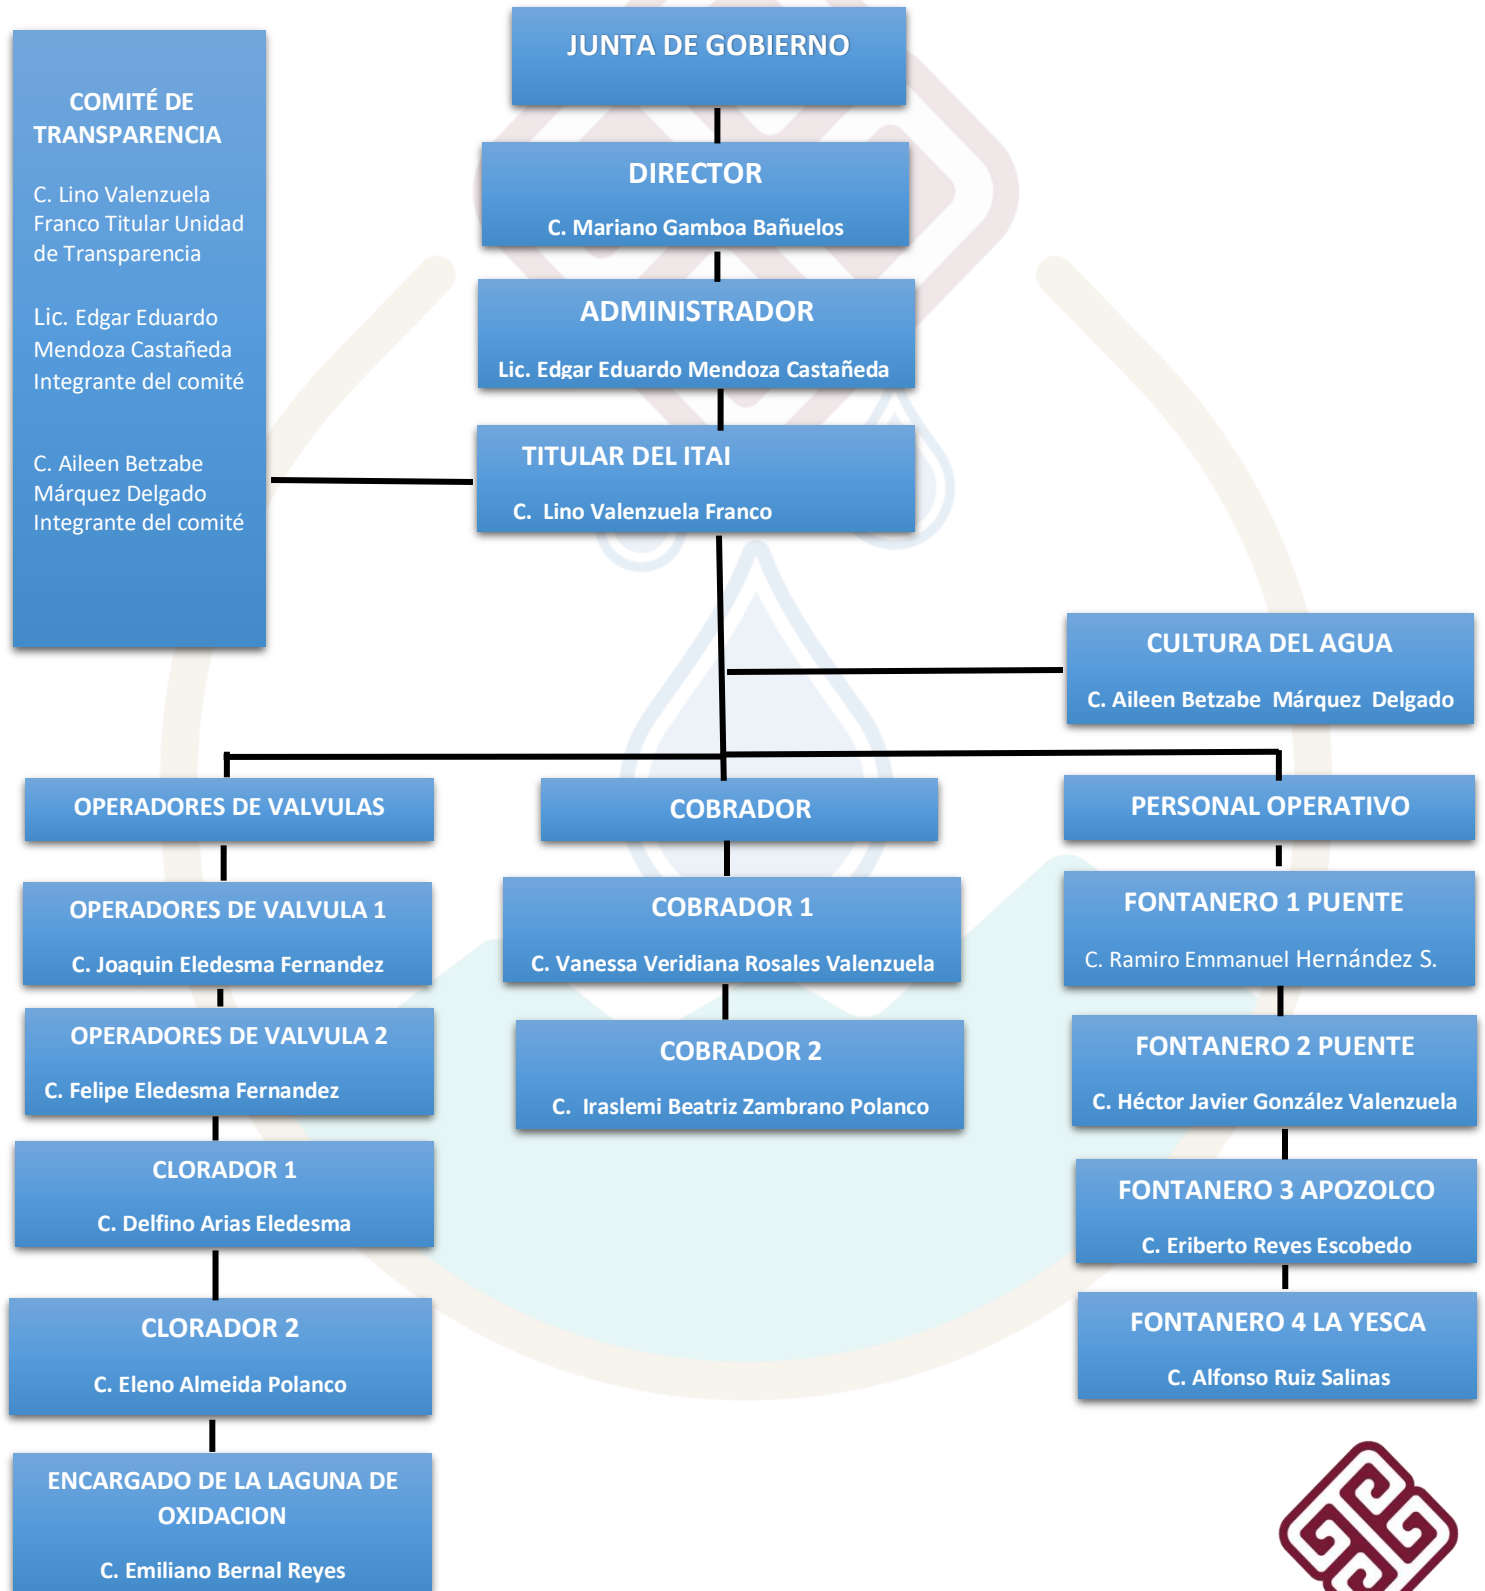 JUNTA DE GOBIERNO
COMITÉ DE
TRANSPARENCIA
C. Lino Valenzuela
Franco Titular Unidad
de Transparencia
Lic. Edgar Eduardo
Mendoza Castañeda
Integrante del comité
C. Aileen Betzabe
Márquez Delgado
Integrante del comité
DIRECTOR
C. Mariano Gamboa Bañuelos
ADMINISTRADOR
Lic. Edgar Eduardo Mendoza Castañeda
TITULAR DEL ITAI
C. Lino Valenzuela Franco
CULTURA DEL AGUA
C. Aileen Betzabe Márquez Delgado
OPERADORES DE VALVULAS
OPERADORES DE VALVULA 1
C. Joaquin Eledesma Fernandez
OPERADORES DE VALVULA 2
C. Felipe Eledesma Fernandez
CLORADOR 1
C. Delfino Arias Eledesma
CLORADOR 2
C. Eleno Almeida Polanco
ENCARGADO DE LA LAGUNA DE
OXIDACION
C. Emiliano Bernal Reyes
COBRADOR
COBRADOR 1
C. Vanessa Veridiana Rosales Valenzuela
COBRADOR 2
C. Iraslemi Beatriz Zambrano Polanco
PERSONAL OPERATIVO
FONTANERO 1 PUENTE
C. Ramiro Emmanuel Hernández S.
FONTANERO 2 PUENTE
C. Héctor Javier González Valenzuela
FONTANERO 3 APOZOLCO
C. Eriberto Reyes Escobedo
FONTANERO 4 LA YESCA
C. Alfonso Ruiz Salinas